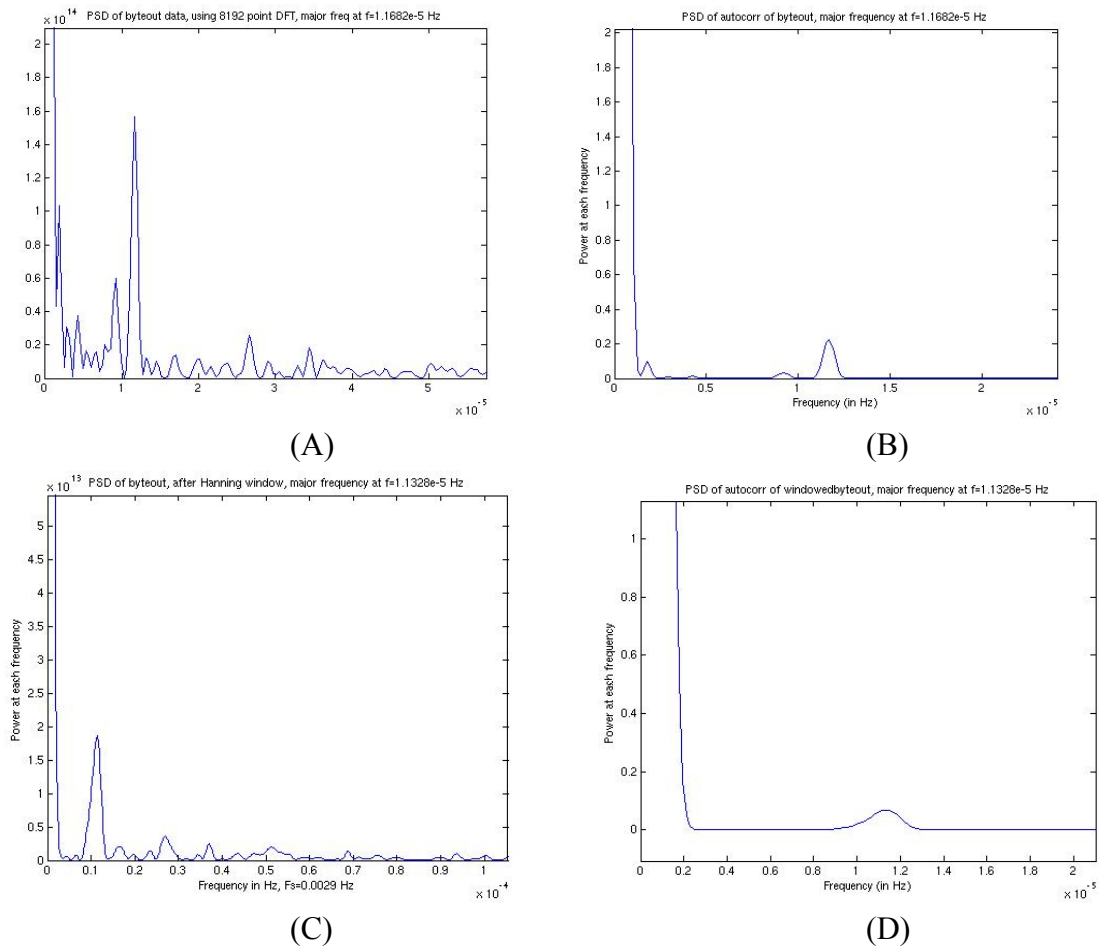 PSD of byteout data, using 8192 point DFT, major freq at f=1.1682e-5 Hz
x 10^14
2
1.8
1.6
1.4
1.2
1
0.8
0.6
0.4
0.2
0
0 1 2 3 4 5
x 10^-5
(A)
PSD of autocorr of byteout, major frequency at f=1.1682e-5 Hz
Power at each frequency
2
1.8
1.6
1.4
1.2
1
0.8
0.6
0.4
0.2
0
0 0.5 1 1.5 2
Frequency (in Hz)
x 10^-5
(B)
PSD of byteout, after Hanning window, major frequency at f=1.1328e-5 Hz
x 10^13
Power at each frequency
5
4.5
4
3.5
3
2.5
2
1.5
1
0.5
0
0 0.1 0.2 0.3 0.4 0.5 0.6 0.7 0.8 0.9 1
Frequency in Hz, Fs=0.0029 Hz
x 10^-4
(C)
PSD of autocorr of windowedbyteout, major frequency at f=1.1328e-5 Hz
Power at each frequency
1
0.8
0.6
0.4
0.2
0
0 0.2 0.4 0.6 0.8 1 1.2 1.4 1.6 1.8 2
Frequency (in Hz)
x 10^-5
(D)